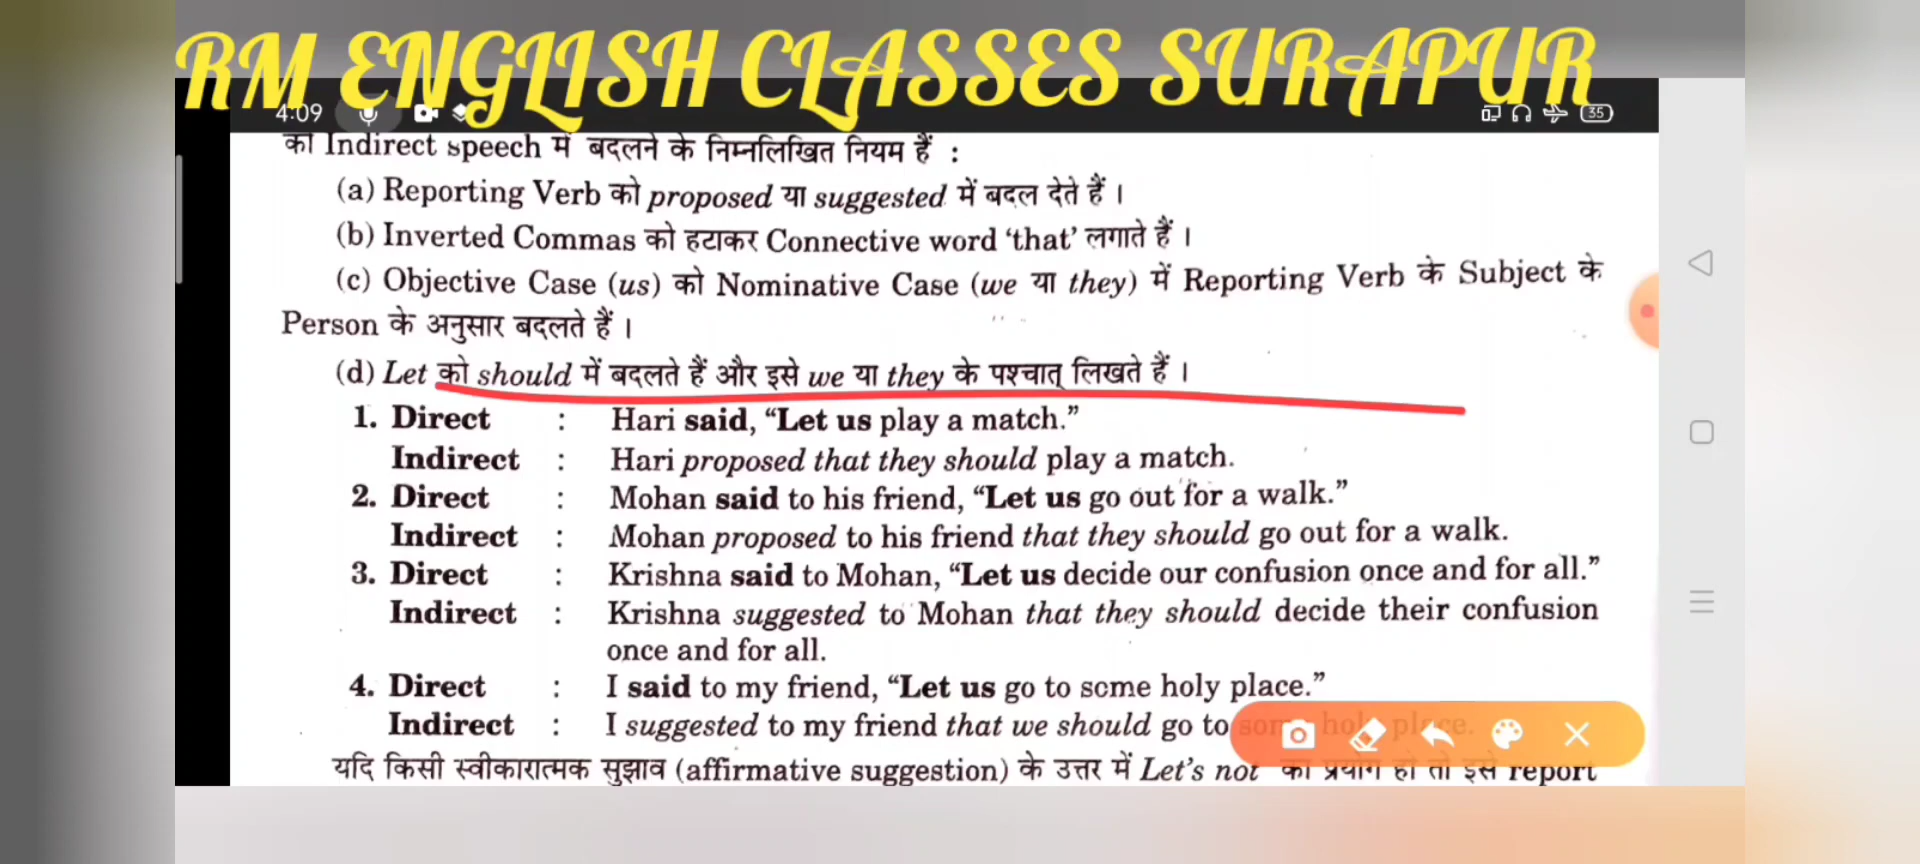 RM ENGLISH CLASSES SURAPUR
4:09
35
को Indirect speech में बदलने के निम्नलिखित नियम हैं :
(a) Reporting Verb को proposed या suggested में बदल देते हैं ।
(b) Inverted Commas को हटाकर Connective word ‘that’ लगाते हैं ।
(c) Objective Case (us) को Nominative Case (we या they) में Reporting Verb के Subject के
Person के अनुसार बदलते हैं ।
(d) Let को should में बदलते हैं और इसे we या they के पश्चात् लिखते हैं ।
1. Direct : Hari said, “Let us play a match.”
Indirect : Hari proposed that they should play a match.
2. Direct : Mohan said to his friend, “Let us go out for a walk.”
Indirect : Mohan proposed to his friend that they should go out for a walk.
3. Direct : Krishna said to Mohan, “Let us decide our confusion once and for all.”
Indirect : Krishna suggested to Mohan that they should decide their confusion
once and for all.
4. Direct : I said to my friend, “Let us go to some holy place.”
Indirect : I suggested to my friend that we should go to some holy place.
यदि किसी स्वीकारात्मक सुझाव (affirmative suggestion) के उत्तर में Let’s not का प्रयोग हो तो इसे report